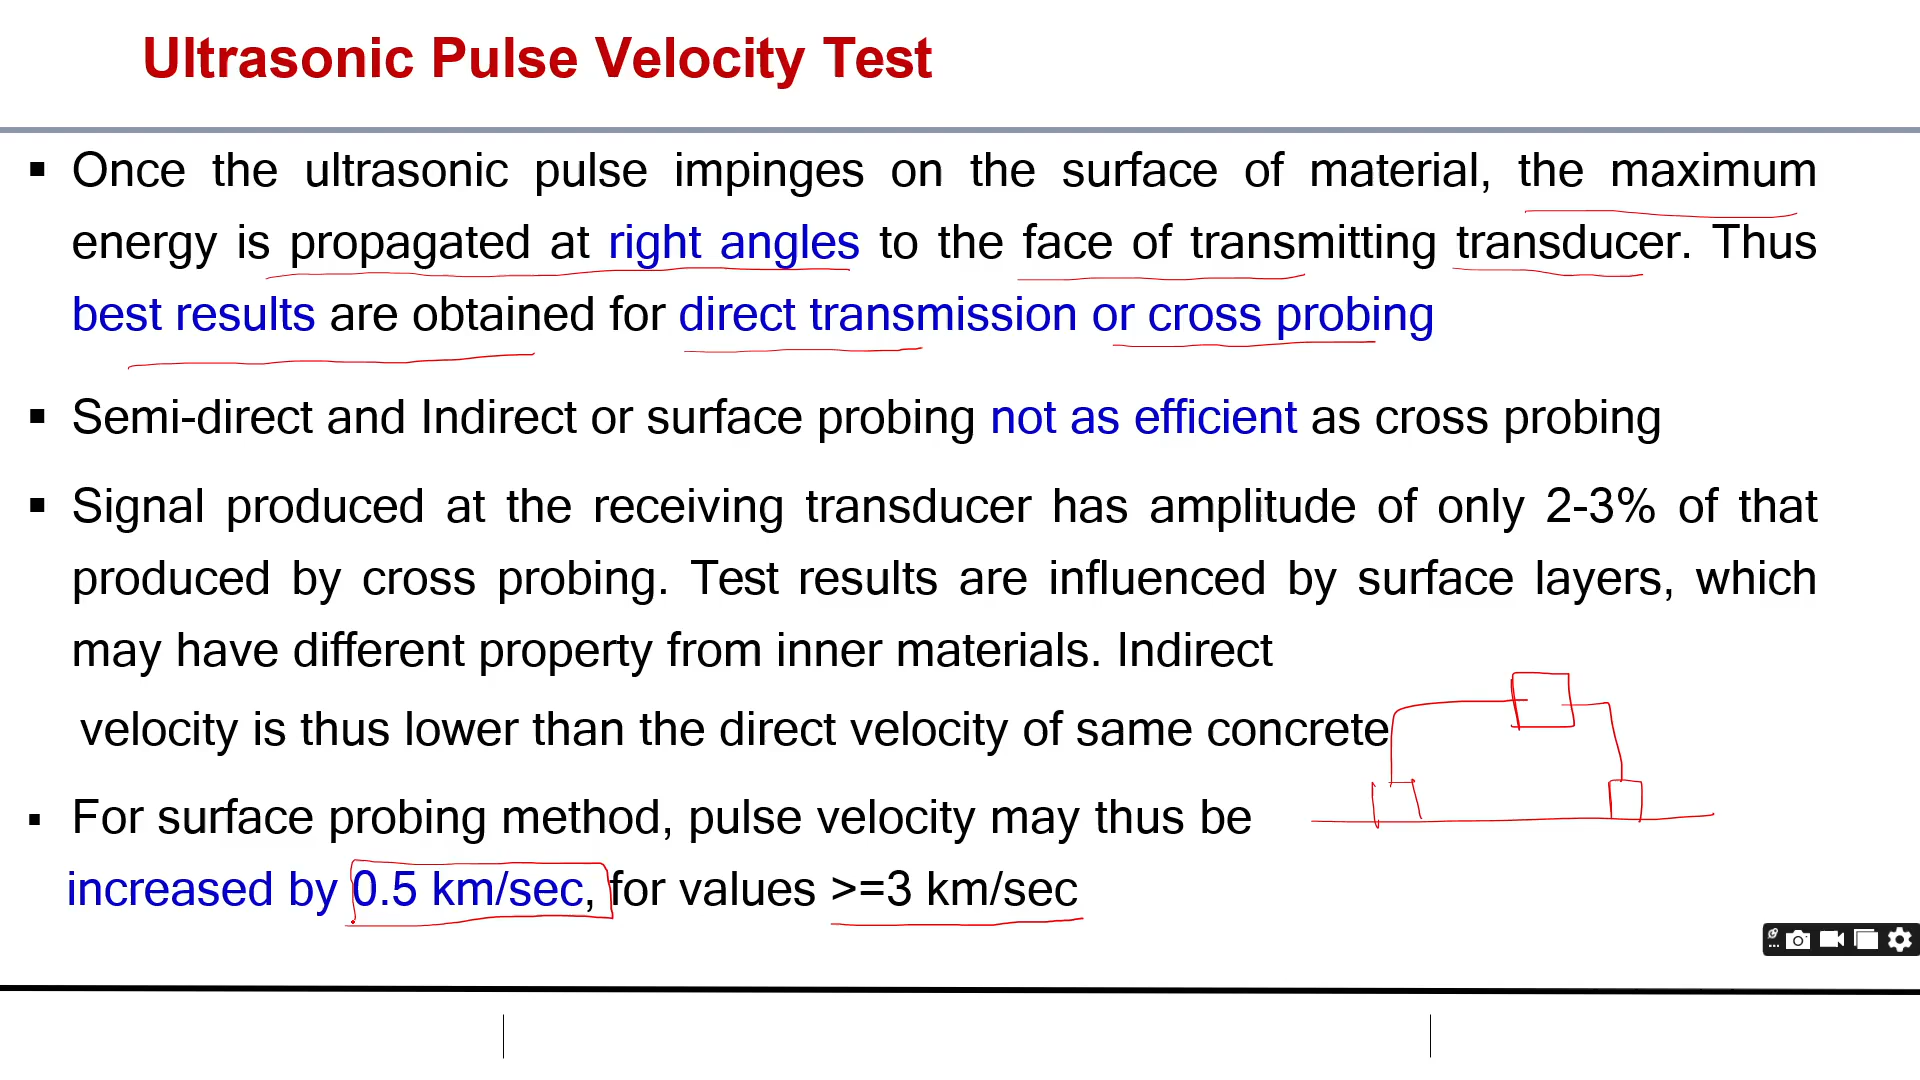 Ultrasonic Pulse Velocity Test
▪ Once the ultrasonic pulse impinges on the surface of material, the maximum
energy is propagated at right angles to the face of transmitting transducer. Thus
best results are obtained for direct transmission or cross probing
▪ Semi-direct and Indirect or surface probing not as efficient as cross probing
▪ Signal produced at the receiving transducer has amplitude of only 2-3% of that
produced by cross probing. Test results are influenced by surface layers, which
may have different property from inner materials. Indirect
velocity is thus lower than the direct velocity of same concrete
▪ For surface probing method, pulse velocity may thus be
increased by 0.5 km/sec, for values >=3 km/sec